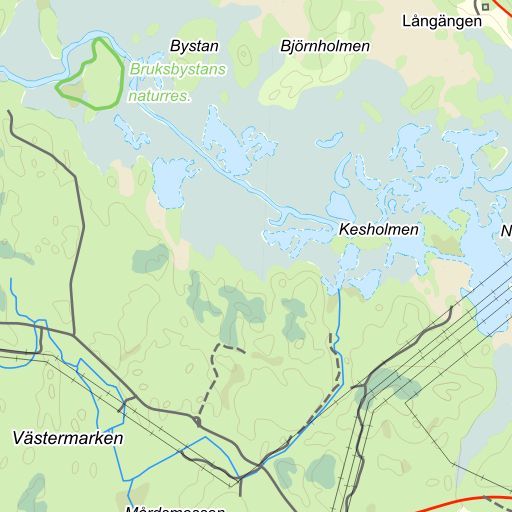 Långängen
Bystan
Björnholmen
Bruksbystans
naturres.
Kesholmen
N
Västermarken